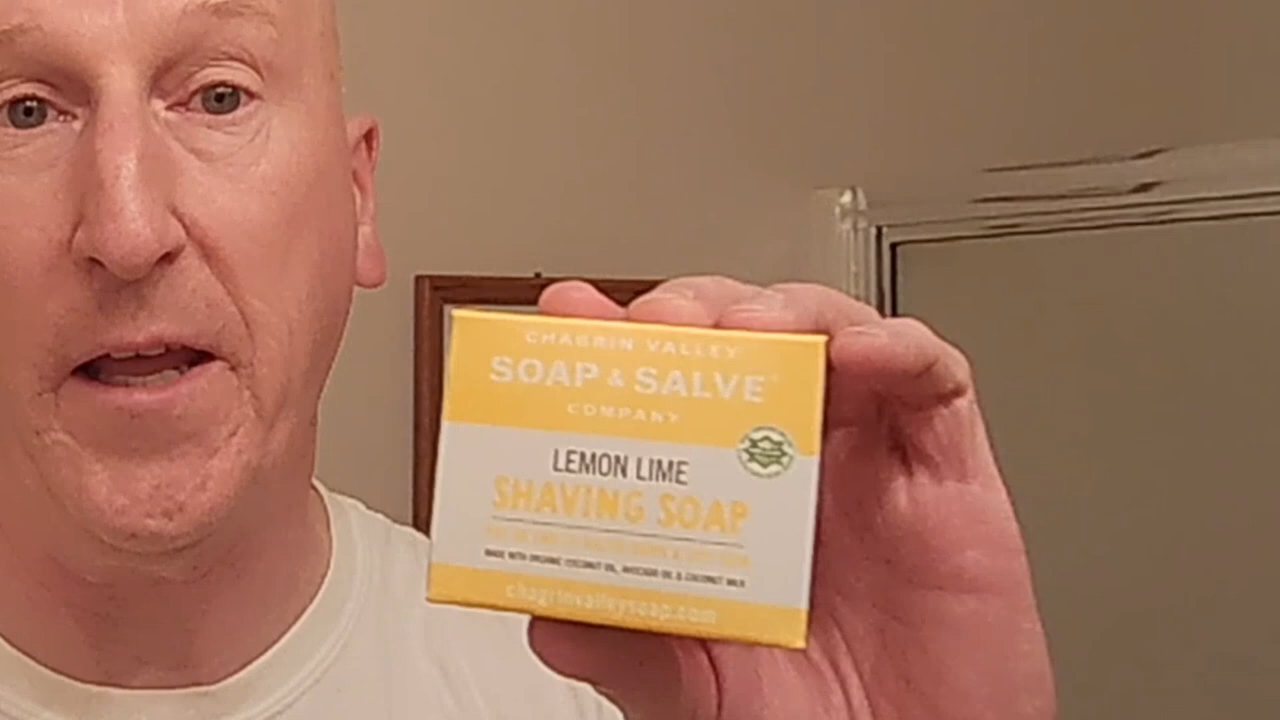 CHAGRIN VALLEY
SOAP & SALVE
COMPANY
LEMON LIME
SHAVING SOAP
MADE WITH ORGANIC COCONUT OIL, AVOCADO OIL & COCONUT MILK
chagrinvalleysoap.com